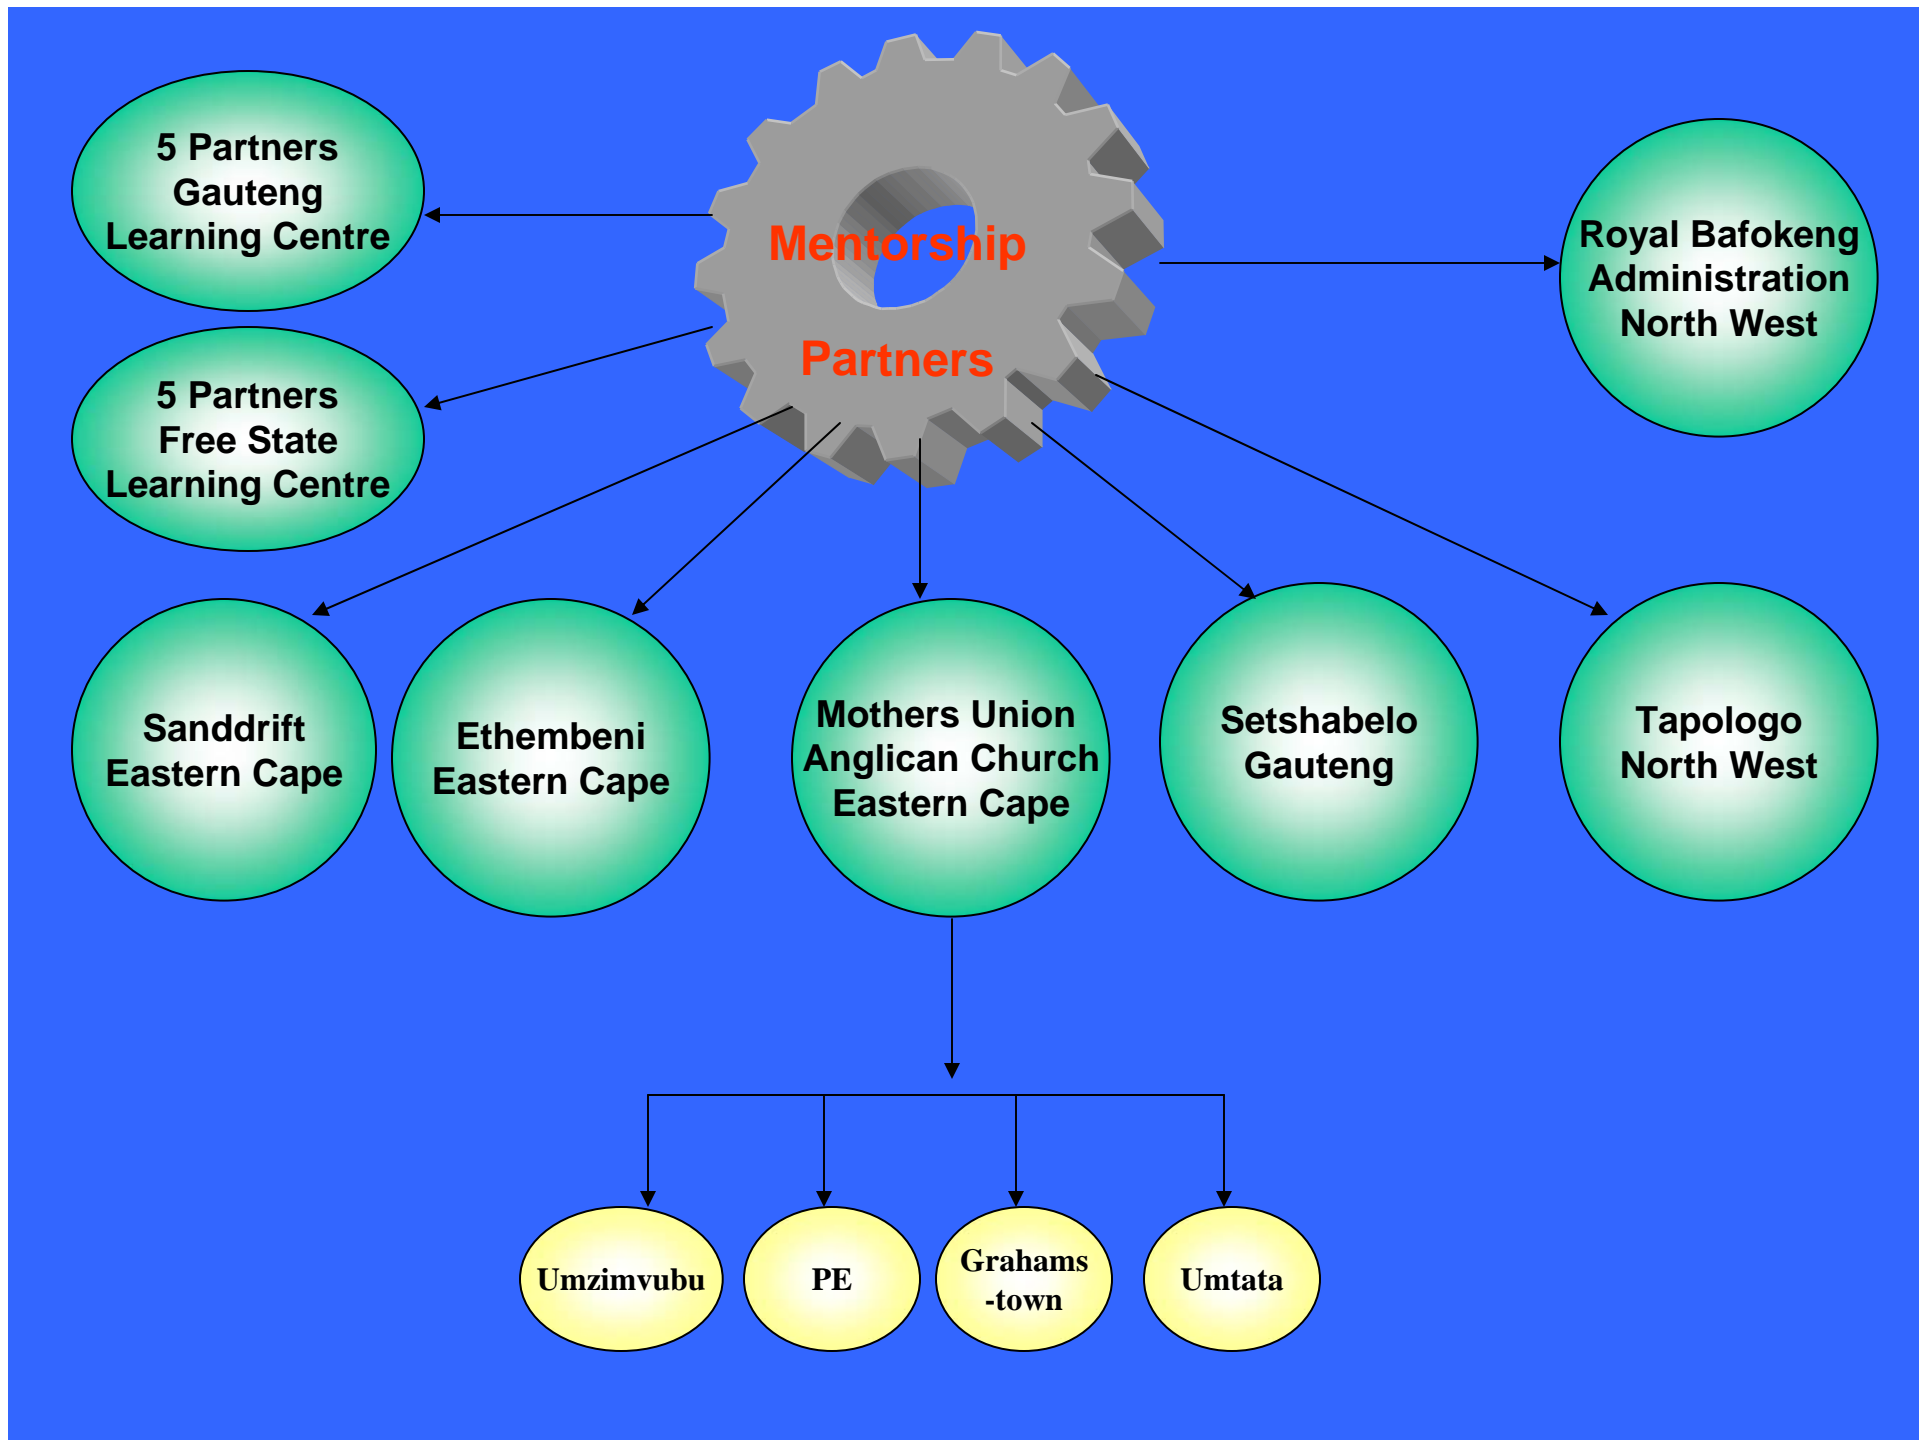 5 Partners
Gauteng
Learning Centre
Mentorship
Partners
Royal Bafokeng
Administration
North West
5 Partners
Free State
Learning Centre
Sanddrift
Eastern Cape
Ethembeni
Eastern Cape
Mothers Union
Anglican Church
Eastern Cape
Setshabelo
Gauteng
Tapologo
North West
Umzimvubu
PE
Grahams
-town
Umtata